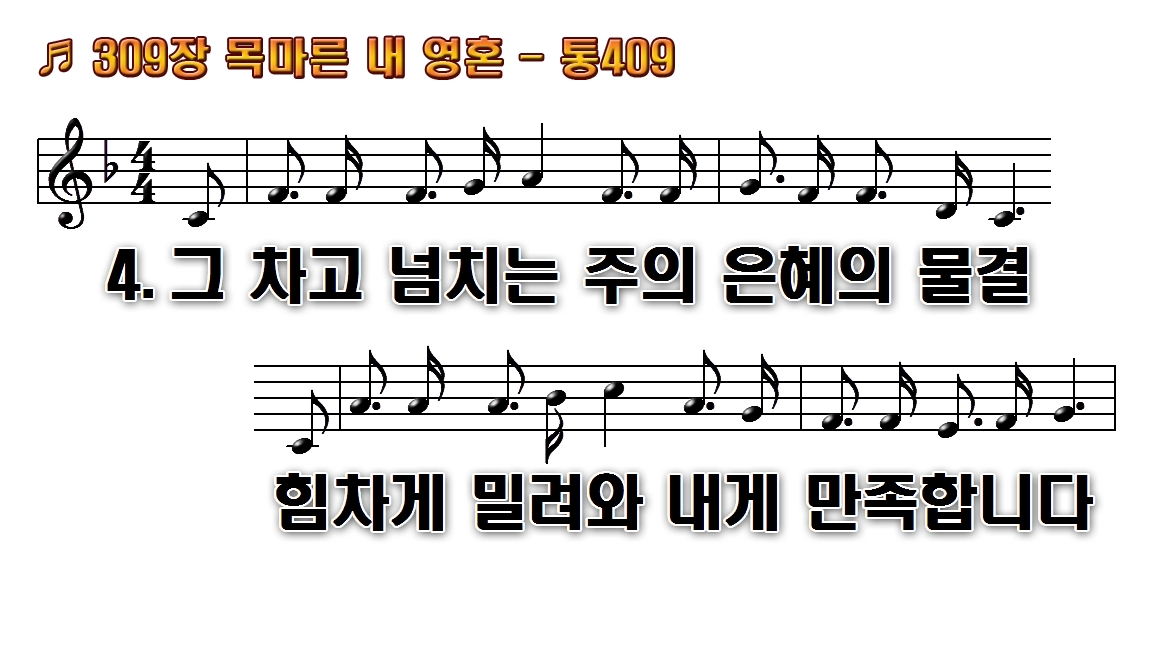 ♬ 309장 목마른 내 영혼 - 통409
4. 그 차고 넘치는 주의 은혜의 물결
힘차게 밀려와 내게 만족합니다